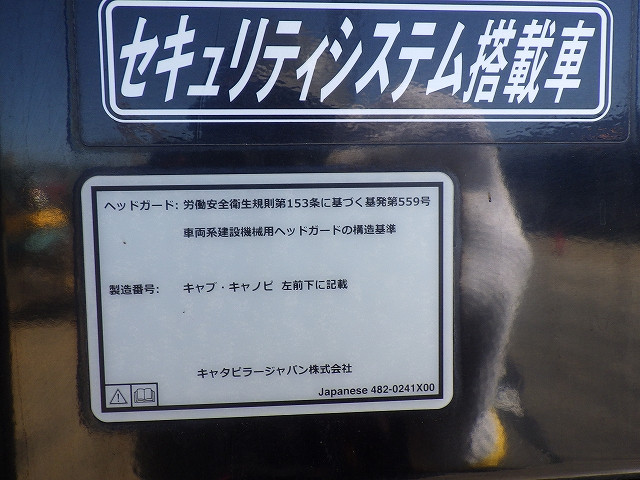 セキュリティシステム搭載車
ヘッドガード: 労働安全衛生規則第153条に基づく基発第559号
車両系建設機械用ヘッドガードの構造基準
製造番号: キャブ・キャノピ 左前下に記載
キャタピラージャパン株式会社
Japanese 482-0241X00